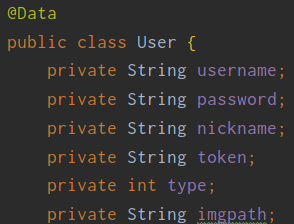 @Data
public class User {
    private String username;
    private String password;
    private String nickname;
    private String token;
    private int type;
    private String imgpath;